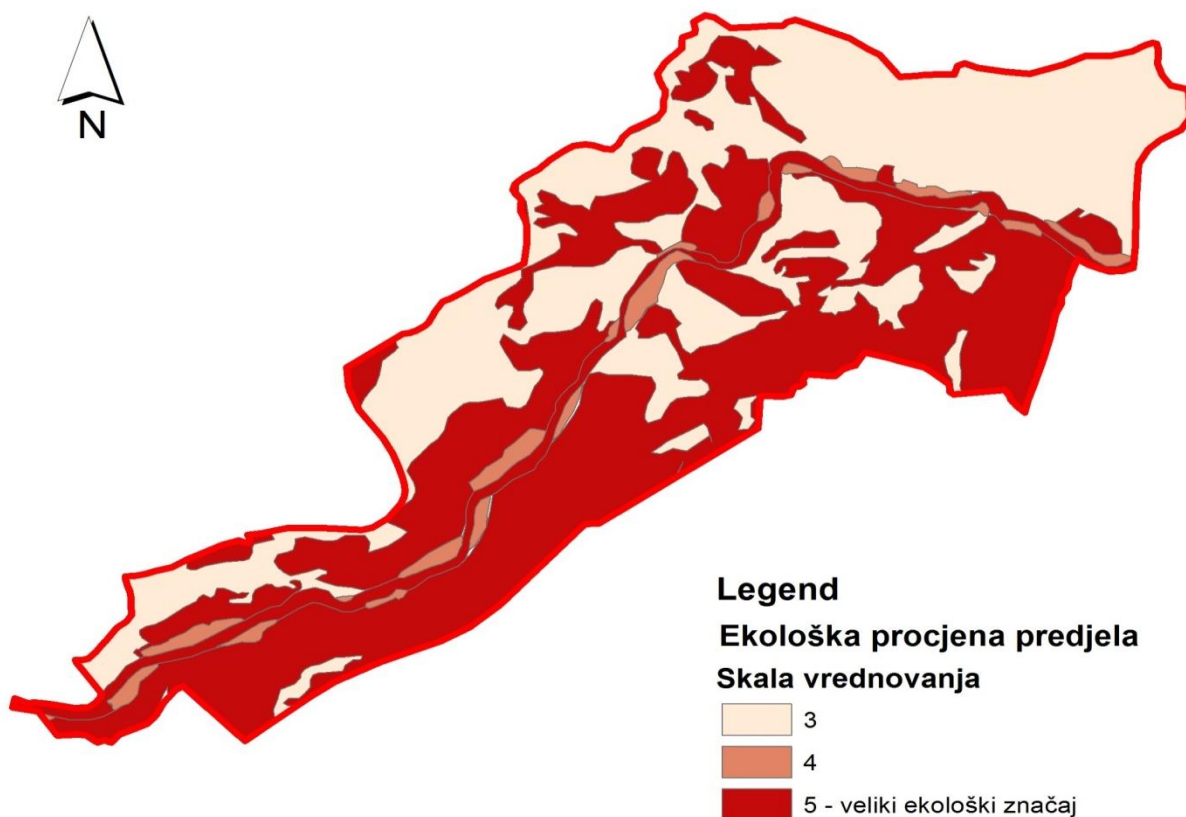 N
Legend
Ekološka procjena predjela
Skala vrednovanja
3
4
5 - veliki ekološki značaj